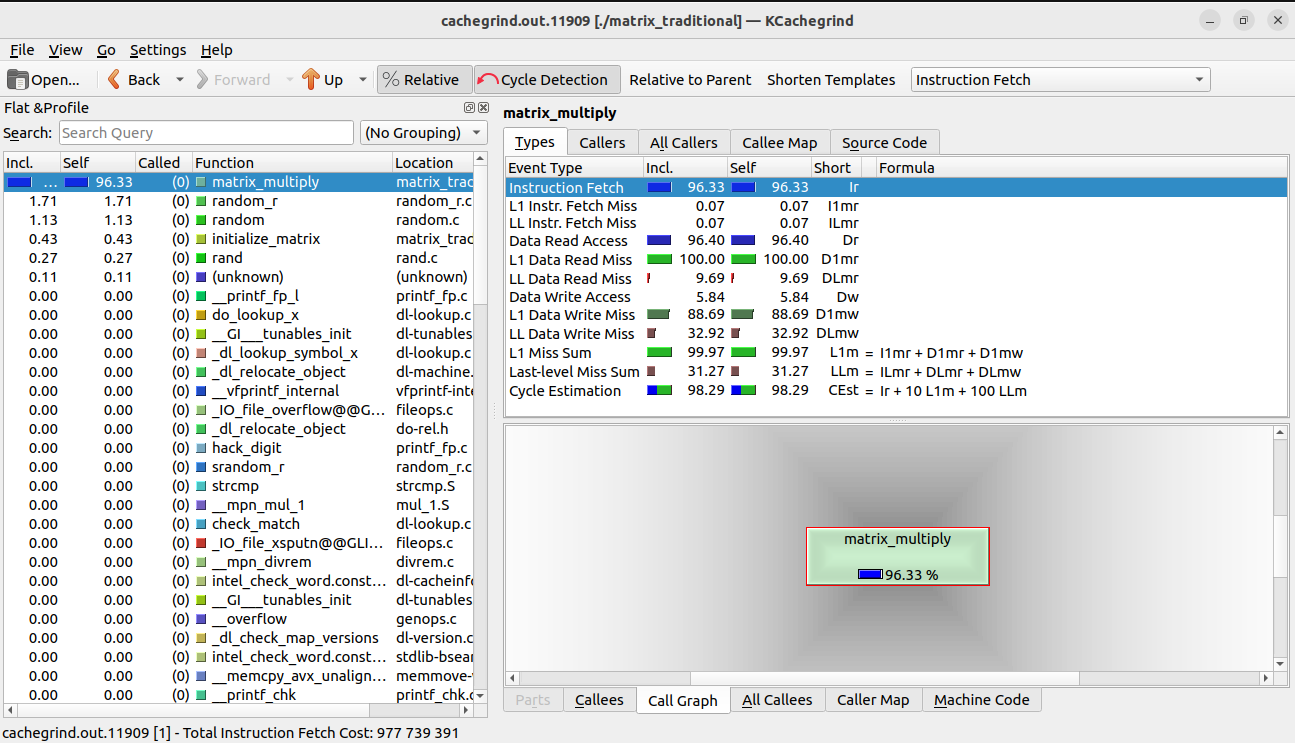 cachegrind.out.11909 [./matrix_traditional] — KCachegrind
File View Go Settings Help
Open... Back Forward Up Relative Cycle Detection Relative to Parent Shorten Templates Instruction Fetch
Flat &Profile
Search: Search Query (No Grouping)
Incl. Self Called Function Location
... 96.33 (0) matrix_multiply matrix_trac
1.71 1.71 (0) random_r random_r.c
1.13 1.13 (0) random random.c
0.43 0.43 (0) initialize_matrix matrix_trac
0.27 0.27 (0) rand rand.c
0.11 0.11 (0) (unknown) (unknown)
0.00 0.00 (0) __printf_fp_l printf_fp.c
0.00 0.00 (0) do_lookup_x dl-lookup.c
0.00 0.00 (0) __GI___tunables_init dl-tunables
0.00 0.00 (0) _dl_lookup_symbol_x dl-lookup.c
0.00 0.00 (0) _dl_relocate_object dl-machine.
0.00 0.00 (0) __vfprintf_internal vfprintf-inte
0.00 0.00 (0) _IO_file_overflow@@G... fileops.c
0.00 0.00 (0) _dl_relocate_object do-rel.h
0.00 0.00 (0) hack_digit printf_fp.c
0.00 0.00 (0) srandom_r random_r.c
0.00 0.00 (0) strcmp strcmp.S
0.00 0.00 (0) __mpn_mul_1 mul_1.S
0.00 0.00 (0) check_match dl-lookup.c
0.00 0.00 (0) _IO_file_xsputn@@GLI... fileops.c
0.00 0.00 (0) __mpn_divrem divrem.c
0.00 0.00 (0) intel_check_word.const... dl-cacheinfo
0.00 0.00 (0) __GI___tunables_init dl-tunables
0.00 0.00 (0) __overflow genops.c
0.00 0.00 (0) _dl_check_map_versions dl-version.c
0.00 0.00 (0) intel_check_word.const... stdlib-bsear
0.00 0.00 (0) __memcpy_avx_unalign... memmove-
0.00 0.00 (0) __printf_chk printf_chk.c
matrix_multiply
Types Callers All Callers Callee Map Source Code
Event Type Incl. Self Short Formula
Instruction Fetch 96.33 96.33 Ir
L1 Instr. Fetch Miss 0.07 0.07 I1mr
LL Instr. Fetch Miss 0.07 0.07 ILmr
Data Read Access 96.40 96.40 Dr
L1 Data Read Miss 100.00 100.00 D1mr
LL Data Read Miss 9.69 9.69 DLmr
Data Write Access 5.84 5.84 Dw
L1 Data Write Miss 88.69 88.69 D1mw
LL Data Write Miss 32.92 32.92 DLmw
L1 Miss Sum 99.97 99.97 L1m = I1mr + D1mr + D1mw
Last-level Miss Sum 31.27 31.27 LLm = ILmr + DLmr + DLmw
Cycle Estimation 98.29 98.29 CEst = Ir + 10 L1m + 100 LLm
matrix_multiply
96.33 %
Parts Callees Call Graph All Callees Caller Map Machine Code
cachegrind.out.11909 [1] - Total Instruction Fetch Cost: 977 739 391